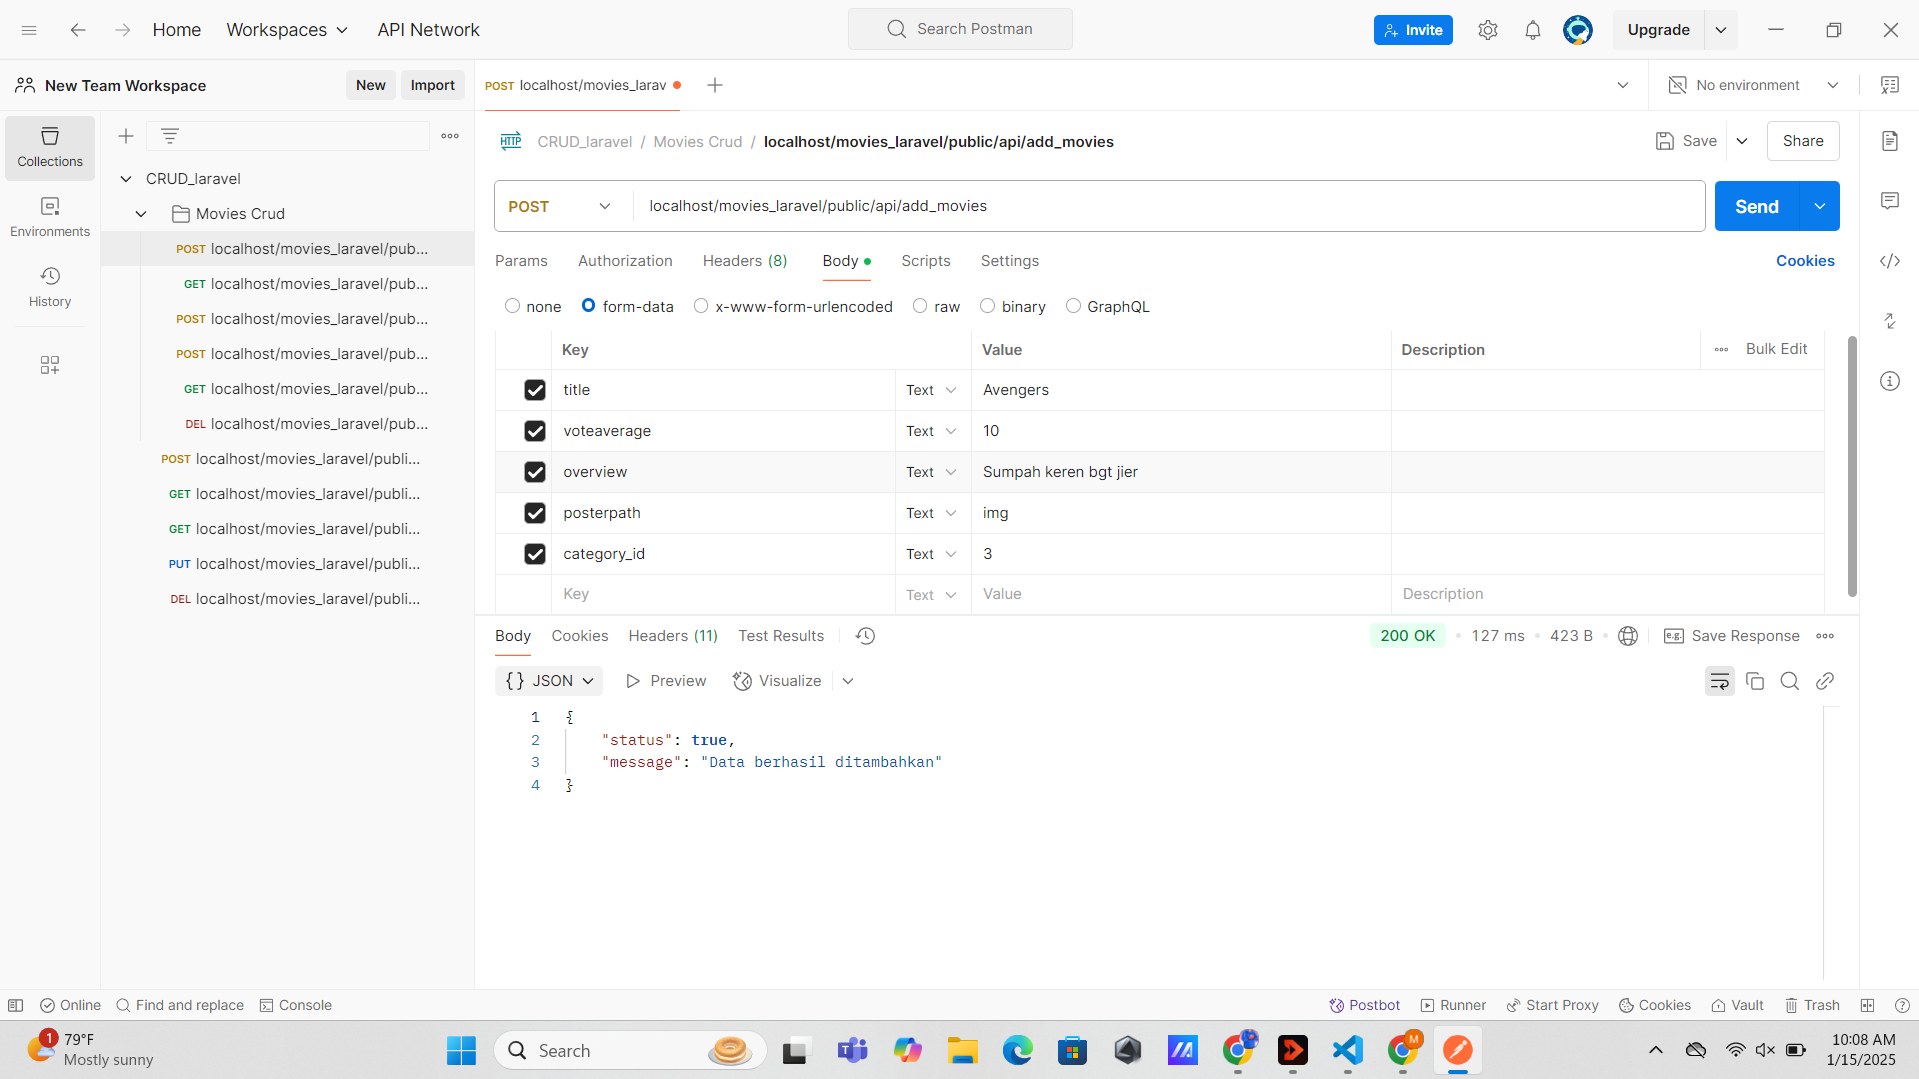 Home Workspaces API Network Search Postman Invite Upgrade
New Team Workspace New Import POST localhost/movies_larav No environment
Collections
Environments
History
CRUD_laravel
Movies Crud
POST localhost/movies_laravel/pub...
GET localhost/movies_laravel/pub...
POST localhost/movies_laravel/pub...
POST localhost/movies_laravel/pub...
GET localhost/movies_laravel/pub...
DEL localhost/movies_laravel/pub...
POST localhost/movies_laravel/publi...
GET localhost/movies_laravel/publi...
GET localhost/movies_laravel/publi...
PUT localhost/movies_laravel/publi...
DEL localhost/movies_laravel/publi...
HTTP CRUD_laravel / Movies Crud / localhost/movies_laravel/public/api/add_movies Save Share
POST localhost/movies_laravel/public/api/add_movies Send
Params Authorization Headers (8) Body Scripts Settings Cookies
none form-data x-www-form-urlencoded raw binary GraphQL
Key Value Description Bulk Edit
title Text Avengers
voteaverage Text 10
overview Text Sumpah keren bgt jier
posterpath Text img
category_id Text 3
Key Text Value Description
Body Cookies Headers (11) Test Results 200 OK 127 ms 423 B e.g. Save Response
{} JSON Preview Visualize
1 {
2 "status": true,
3 "message": "Data berhasil ditambahkan"
4 }
Online Find and replace Console Postbot Runner Start Proxy Cookies Vault Trash
1 79°F
Mostly sunny
Search
M
10:08 AM
1/15/2025